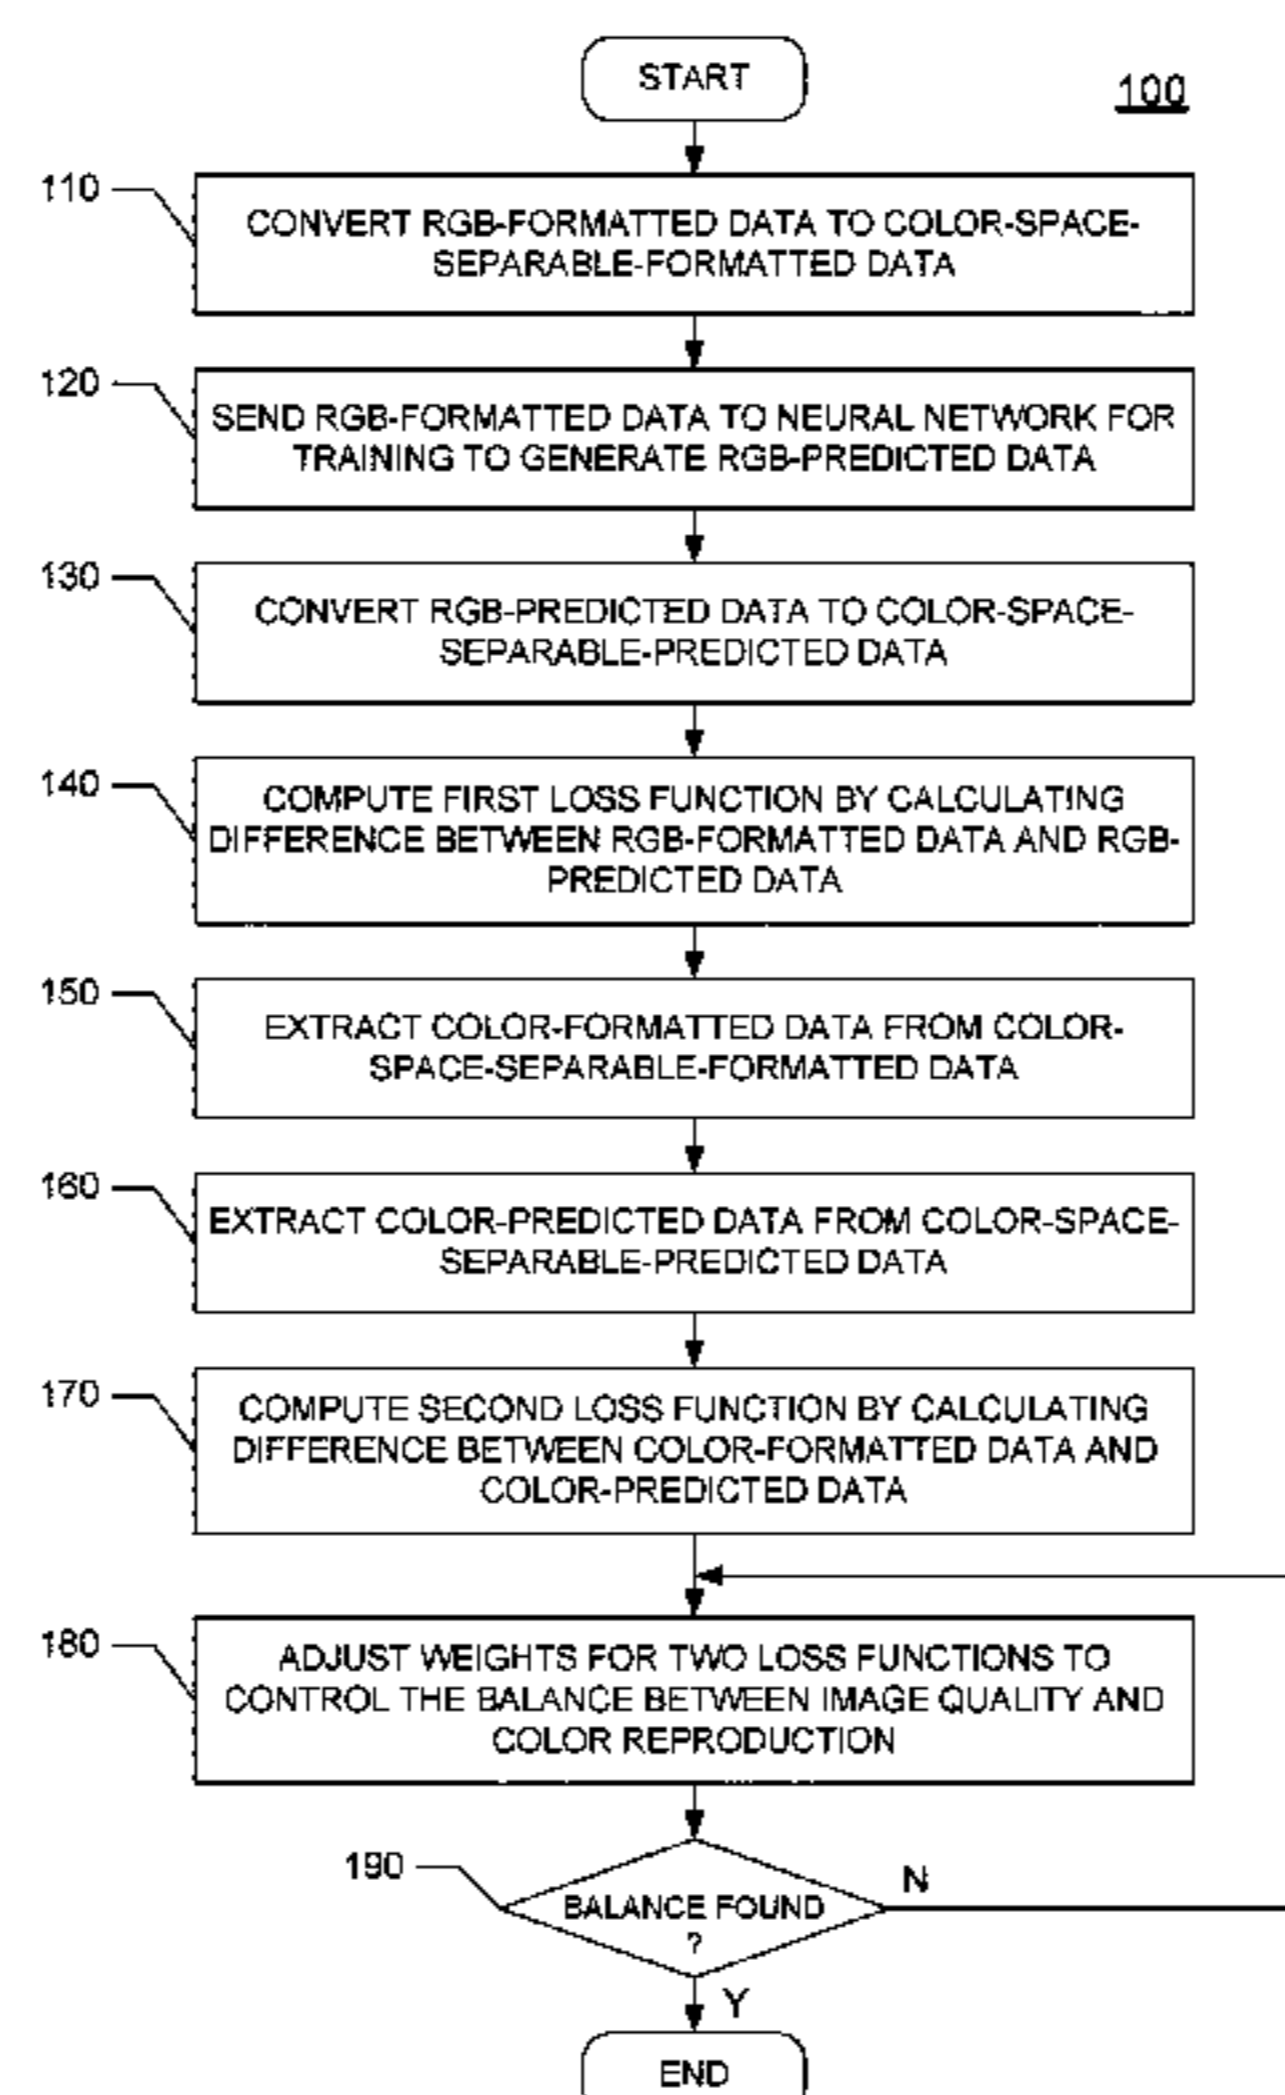 START
100
110
CONVERT RGB-FORMATTED DATA TO COLOR-SPACE-
SEPARABLE-FORMATTED DATA
120
SEND RGB-FORMATTED DATA TO NEURAL NETWORK FOR
TRAINING TO GENERATE RGB-PREDICTED DATA
130
CONVERT RGB-PREDICTED DATA TO COLOR-SPACE-
SEPARABLE-PREDICTED DATA
140
COMPUTE FIRST LOSS FUNCTION BY CALCULATING
DIFFERENCE BETWEEN RGB-FORMATTED DATA AND RGB-
PREDICTED DATA
150
EXTRACT COLOR-FORMATTED DATA FROM COLOR-
SPACE-SEPARABLE-FORMATTED DATA
160
EXTRACT COLOR-PREDICTED DATA FROM COLOR-SPACE-
SEPARABLE-PREDICTED DATA
170
COMPUTE SECOND LOSS FUNCTION BY CALCULATING
DIFFERENCE BETWEEN COLOR-FORMATTED DATA AND
COLOR-PREDICTED DATA
180
ADJUST WEIGHTS FOR TWO LOSS FUNCTIONS TO
CONTROL THE BALANCE BETWEEN IMAGE QUALITY AND
COLOR REPRODUCTION
190
BALANCE FOUND
?
N
Y
END